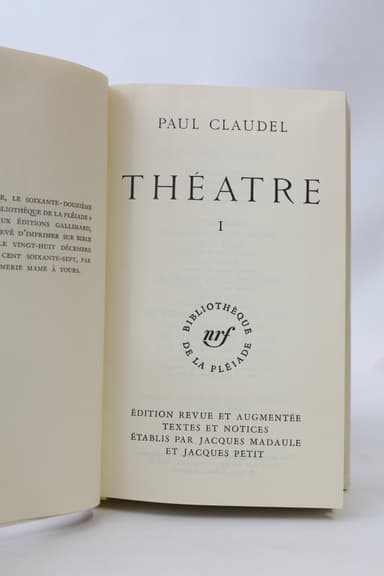 R, LE SOIXANTE-DOUZIÈME
BLIOTHÈQUE DE LA PLÉIADE»
UX ÉDITIONS GALLIMARD,
EVÉ D'IMPRIMER SUR BIBLE
LE VINGT-HUIT DÉCEMBRE
CENT SOIXANTE-SEPT, PAR
MERIE MAME À TOURS.
PAUL CLAUDEL
THÉATRE
I
BIBLIOTHÈQUE
nrf
DE LA PLÉIADE
ÉDITION REVUE ET AUGMENTÉE
TEXTES ET NOTICES
ÉTABLIS PAR JACQUES MADAULE
ET JACQUES PETIT